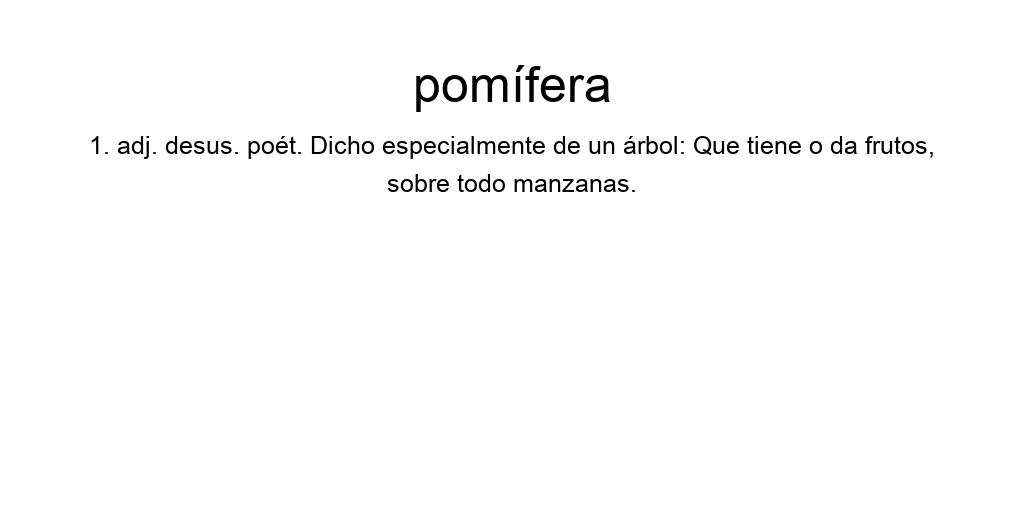 pomífera
1. adj. desus. poét. Dicho especialmente de un árbol: Que tiene o da frutos,
sobre todo manzanas.